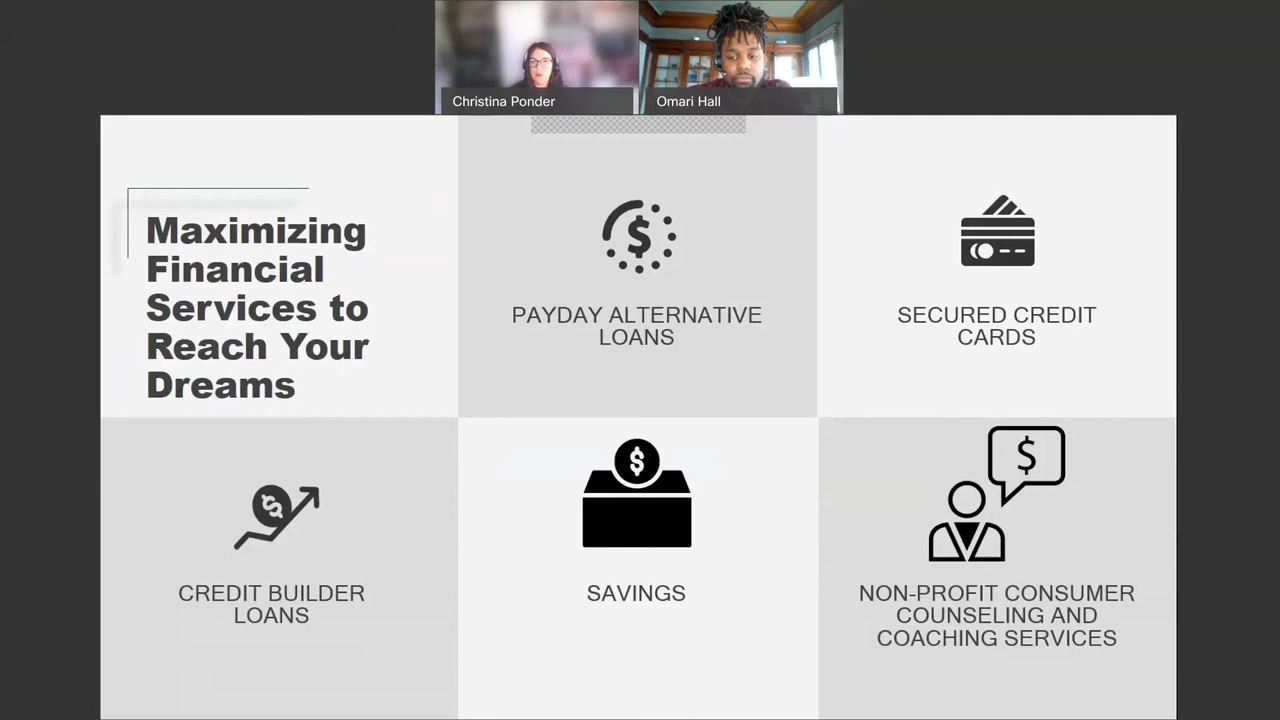 Christina Ponder
Omari Hall
Maximizing
Financial
Services to
Reach Your
Dreams
$
PAYDAY ALTERNATIVE
LOANS
SECURED CREDIT
CARDS
$
CREDIT BUILDER
LOANS
$
SAVINGS
$
NON-PROFIT CONSUMER
COUNSELING AND
COACHING SERVICES